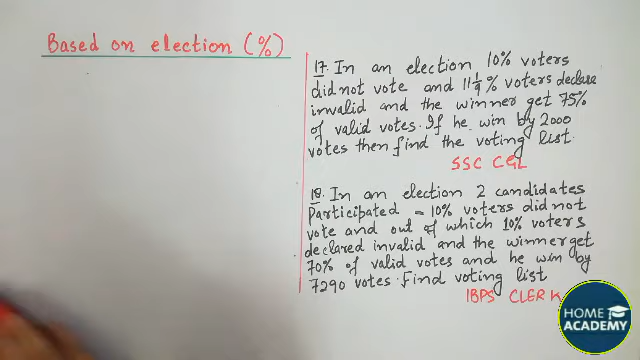 Based on election (%)
17. In an election 10% voters
did not vote and 11 1/9 % voters declare
invalid and the winner get 75%
of valid votes. If he win by 2000
votes then find the voting list.
SSC CGL
18. In an election 2 candidates
Participated = 10% voters did not
vote and out of which 10% voters
declared invalid and the winner get
70% of valid votes and he win by
7290 votes find voting list
IBPS CLERK
HOME
ACADEMY